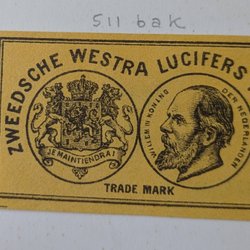 511 bak
ZWEEDSCHE WESTRA LUCIFERS
JE MAINTIENDRAI
WILLEM III KONING DER NEDERLANDEN
TRADE MARK